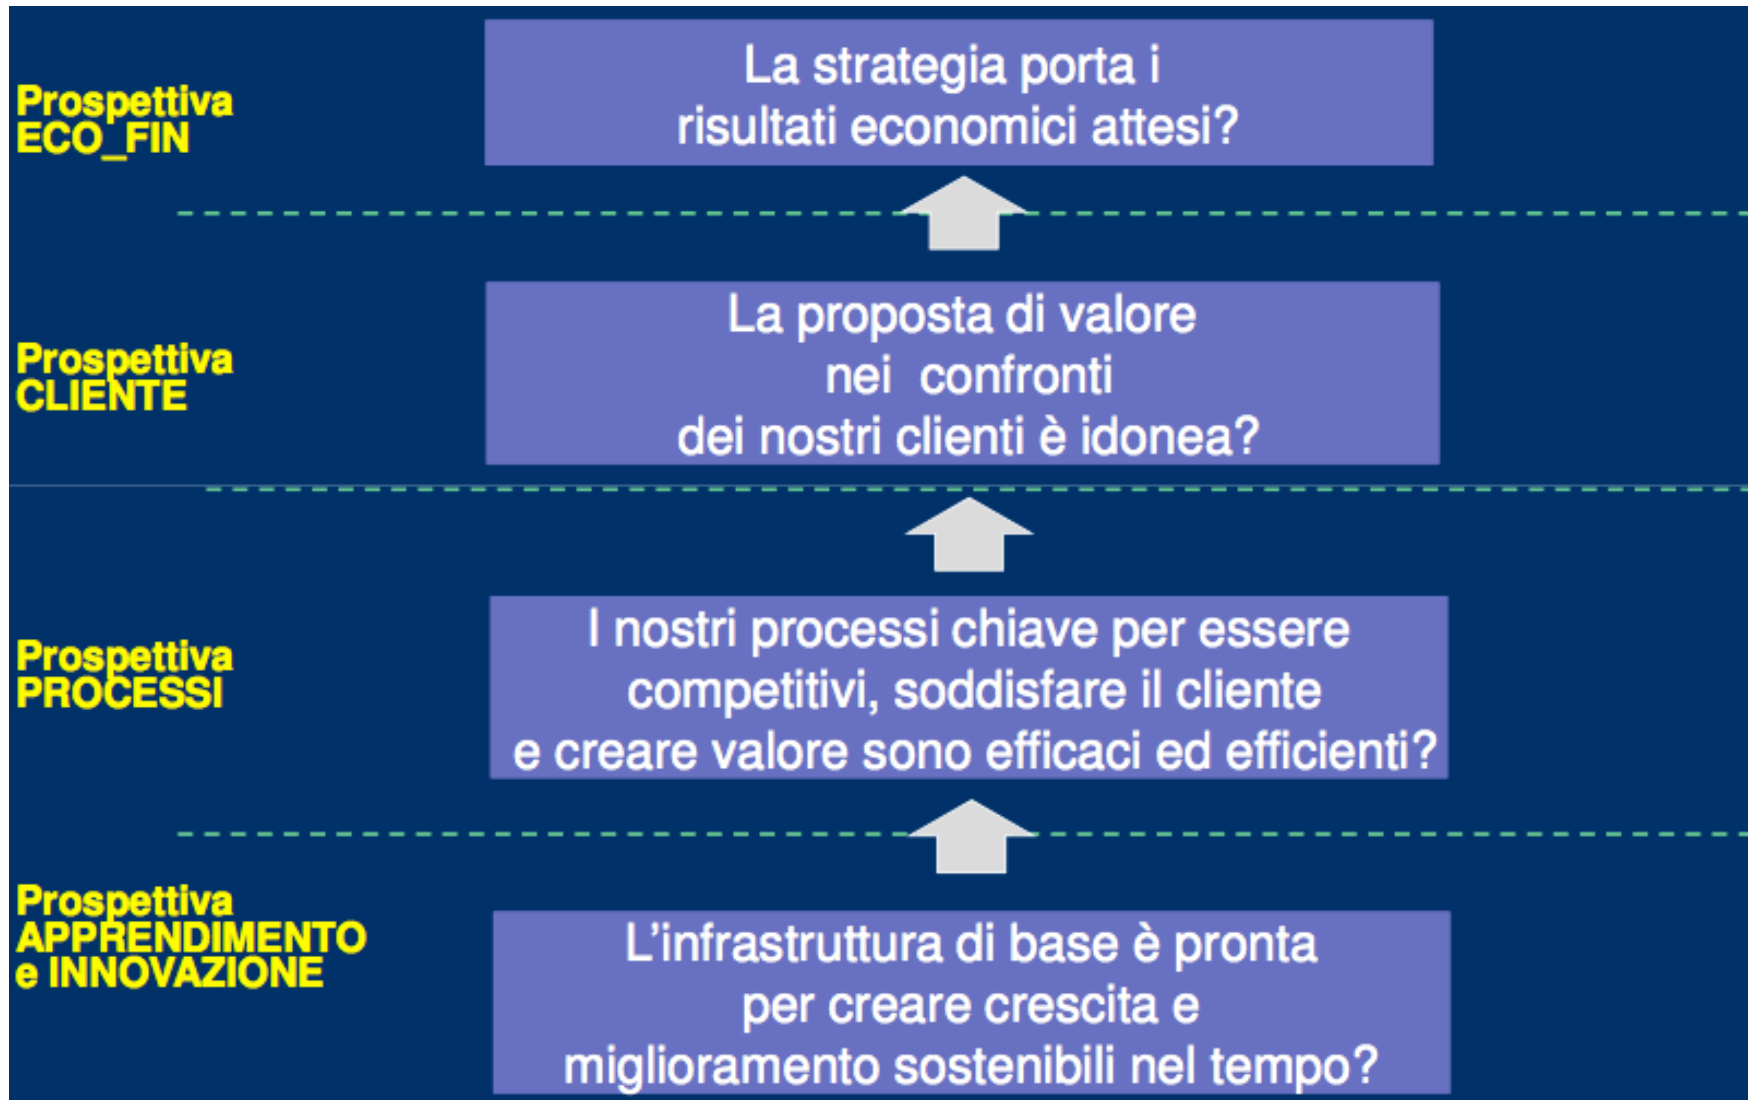 Prospettiva
ECO_FIN
La strategia porta i
risultati economici attesi?
Prospettiva
CLIENTE
La proposta di valore
nei confronti
dei nostri clienti è idonea?
Prospettiva
PROCESSI
I nostri processi chiave per essere
competitivi, soddisfare il cliente
e creare valore sono efficaci ed efficienti?
Prospettiva
APPRENDIMENTO
e INNOVAZIONE
L’infrastruttura di base è pronta
per creare crescita e
miglioramento sostenibili nel tempo?